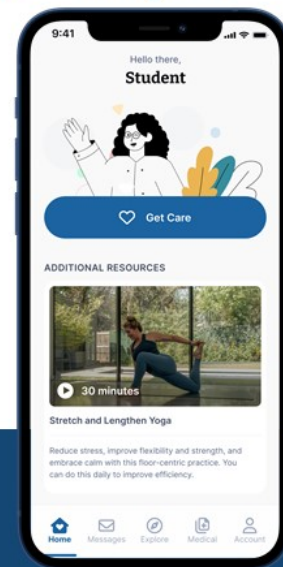 9:41
Hello there,
Student
Get Care
ADDITIONAL RESOURCES
30 minutes
Stretch and Lengthen Yoga
Reduce stress, improve flexibility and strength, and
embrace calm with this floor-centric practice. You
can do this daily to improve efficiency.
Home Messages Explore Medical Account